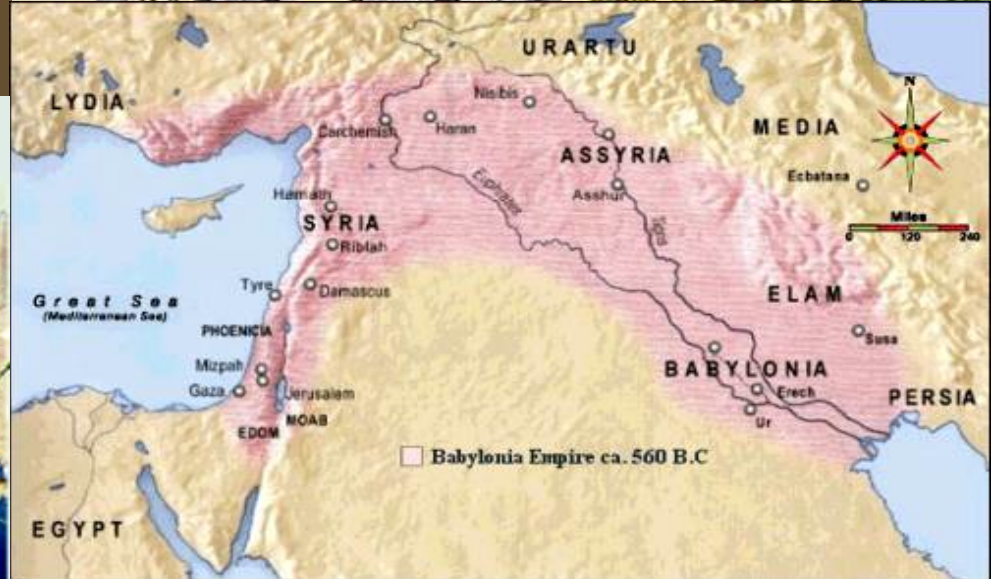 URARTU
LYDIA
Nisibis
MEDIA
N
Carchemish
Haran
ASSYRIA
Ecbatana
Asshur
Hamath
Euphrates
Miles
SYRIA
Tigris
0 120 240
Riblah
Tyre
Damascus
ELAM
Great Sea
(Mediterranean Sea)
PHOENICIA
Susa
Mizpah
BABYLONIA
Gaza
Jerusalem
Erech
PERSIA
MOAB
Ur
EDOM
Babylonia Empire ca. 560 B.C
EGYPT